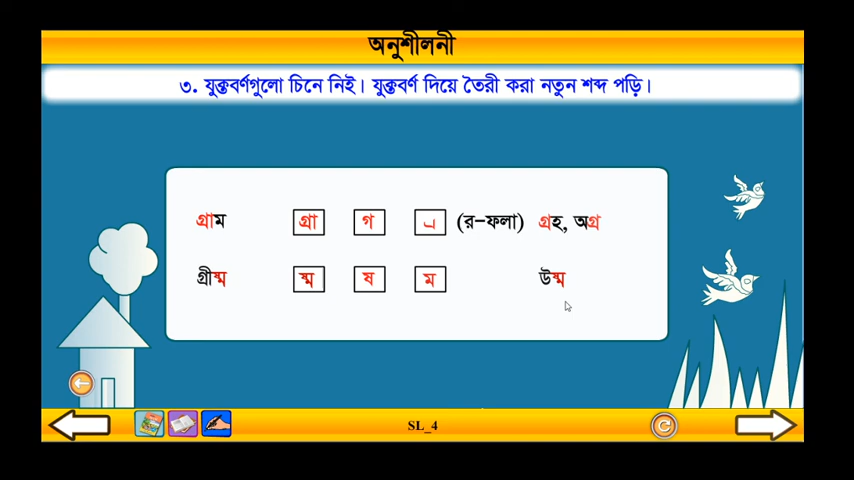 অনুশীলনী
৩. যুক্তবর্ণগুলো চিনে নিই। যুক্তবর্ণ দিয়ে তৈরী করা নতুন শব্দ পড়ি।
গ্রাম গ্রা গ ্র (র-ফলা) গ্রহ, অগ্র
গ্রীষ্ম ষ্ম ষ ম উষ্ম
SL_4